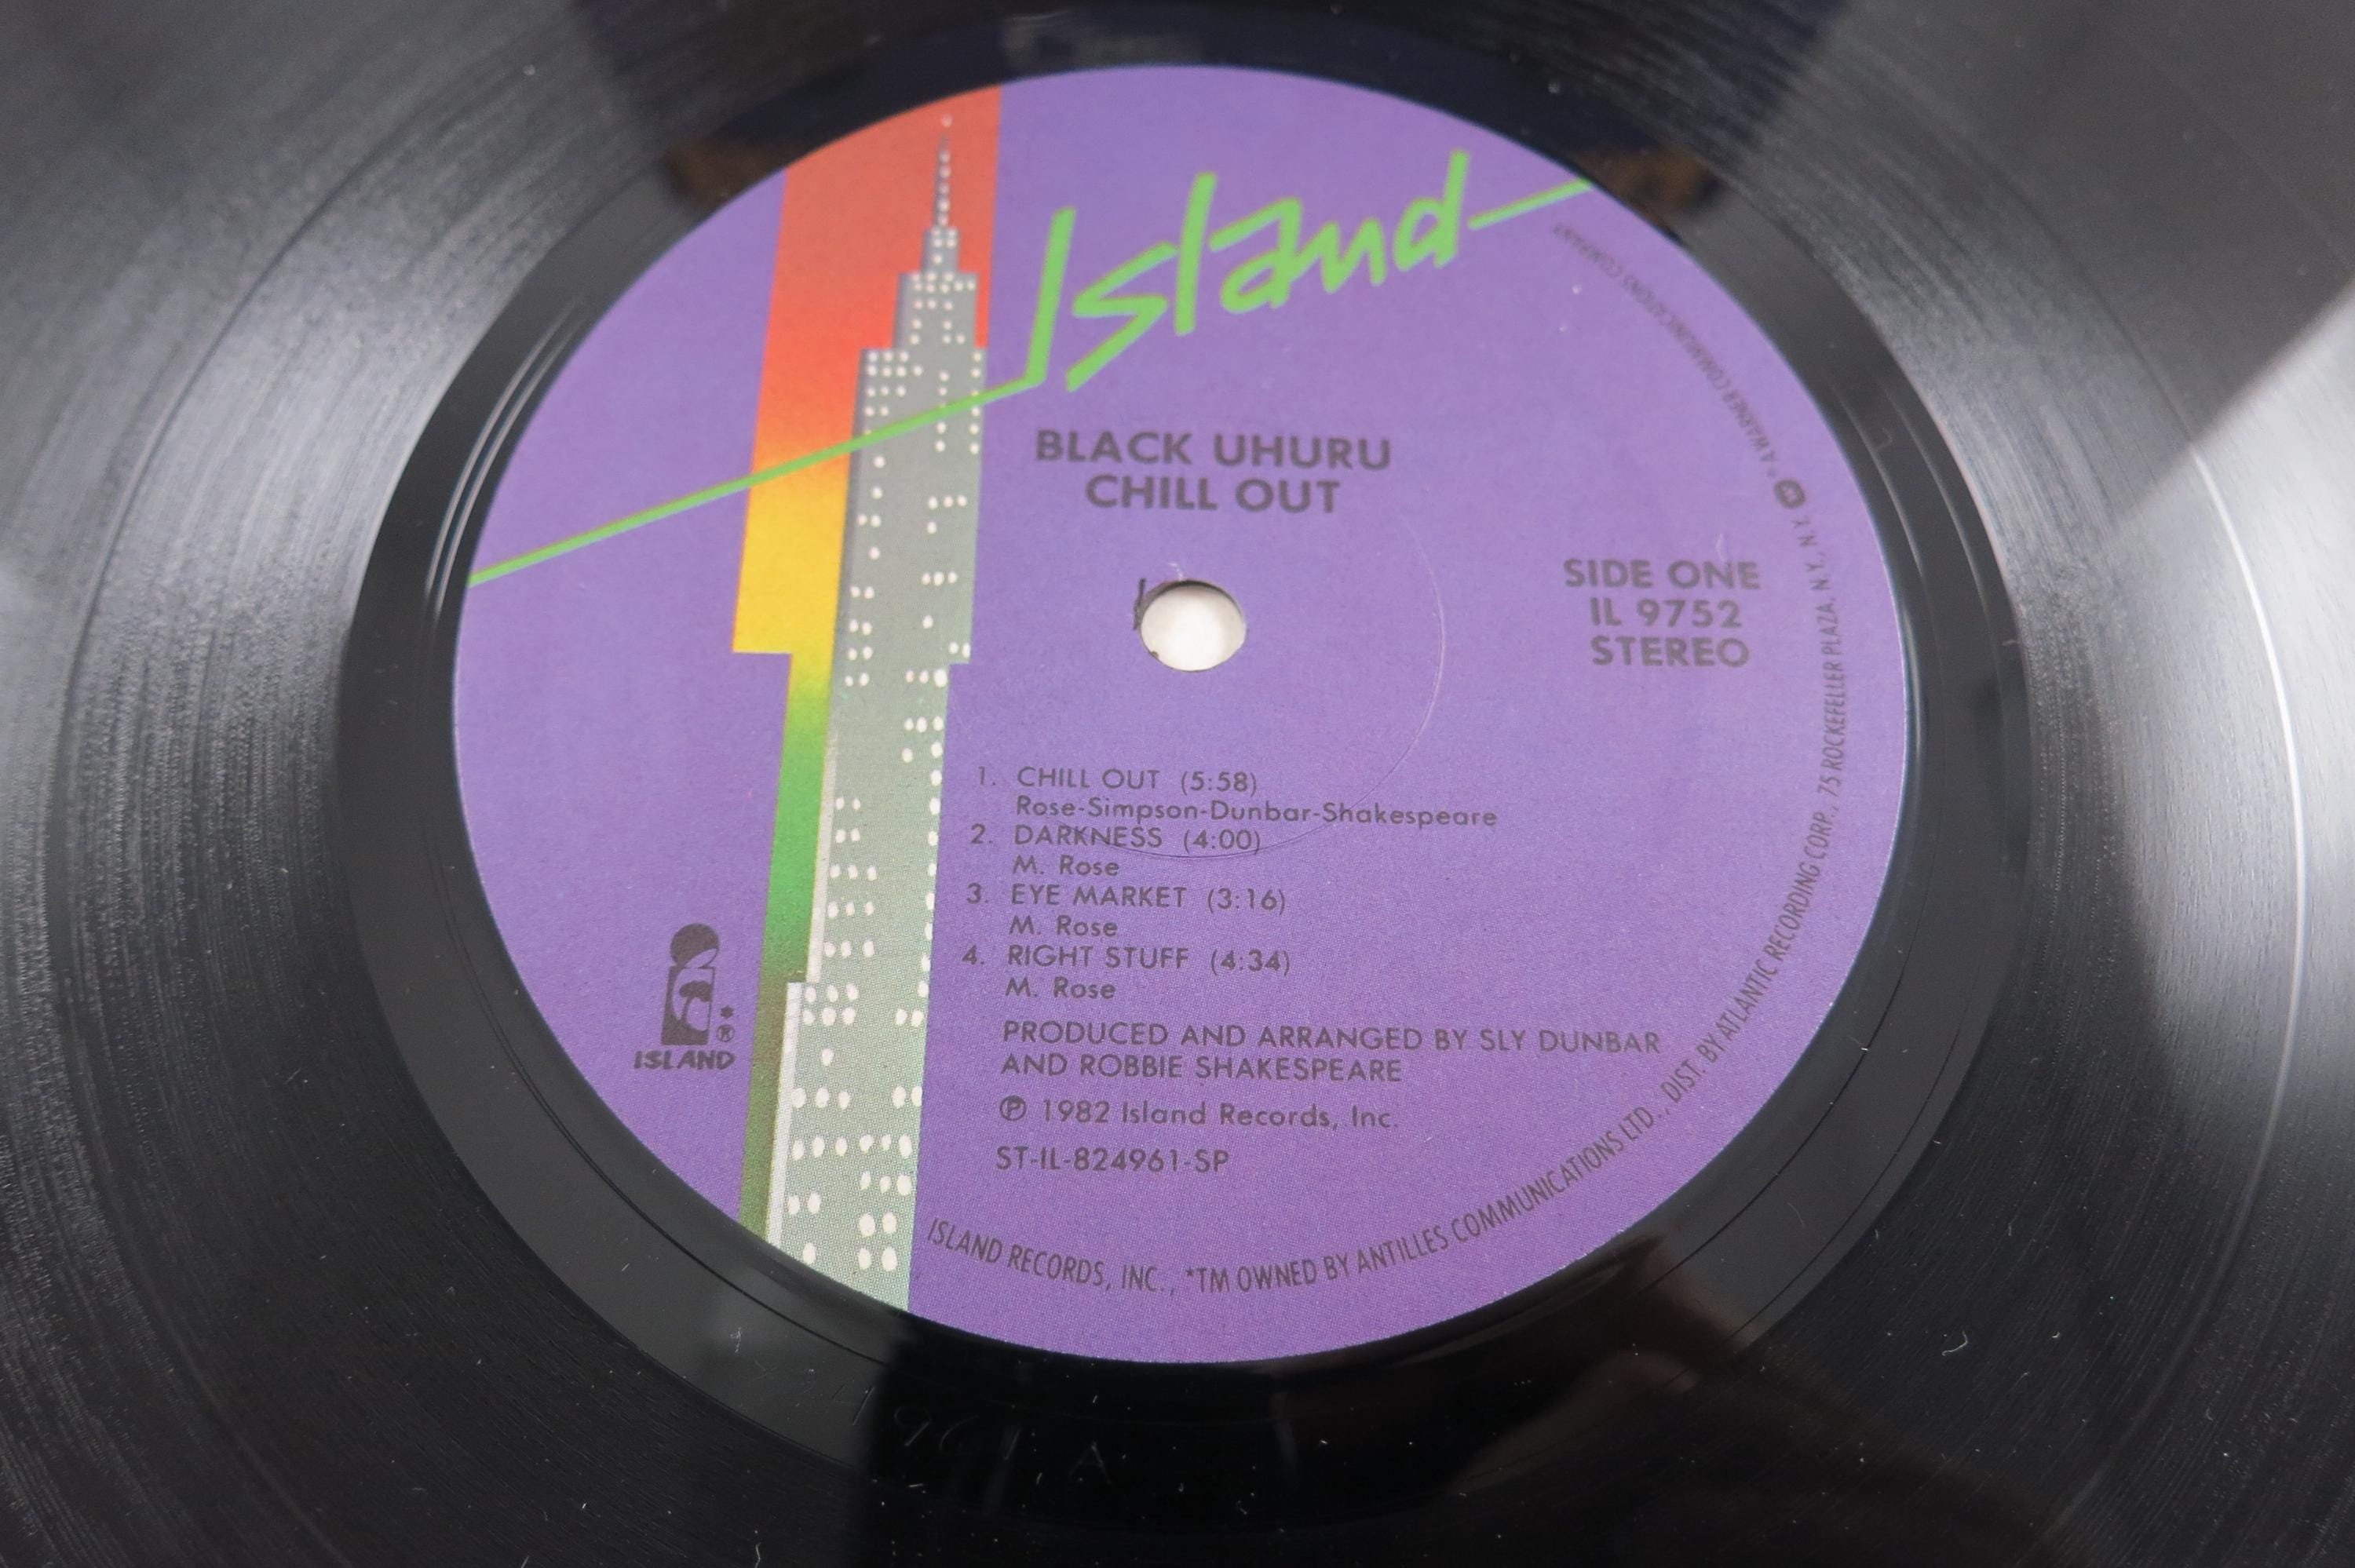 Island
BLACK UHURU
CHILL OUT
SIDE ONE
IL 9752
STEREO
1. CHILL OUT (5:58)
Rose-Simpson-Dunbar-Shakespeare
2. DARKNESS (4:00)
M. Rose
3. EYE MARKET (3:16)
M. Rose
4. RIGHT STUFF (4:34)
M. Rose
PRODUCED AND ARRANGED BY SLY DUNBAR
AND ROBBIE SHAKESPEARE
℗ 1982 Island Records, Inc.
ST-IL-824961-SP
*
®
ISLAND
ISLAND RECORDS, INC., *TM OWNED BY ANTILLES COMMUNICATIONS LTD., DIST. BY ATLANTIC RECORDING CORP., 75 ROCKEFELLER PLAZA, N.Y., N.Y. • A WARNER COMMUNICATIONS COMPANY